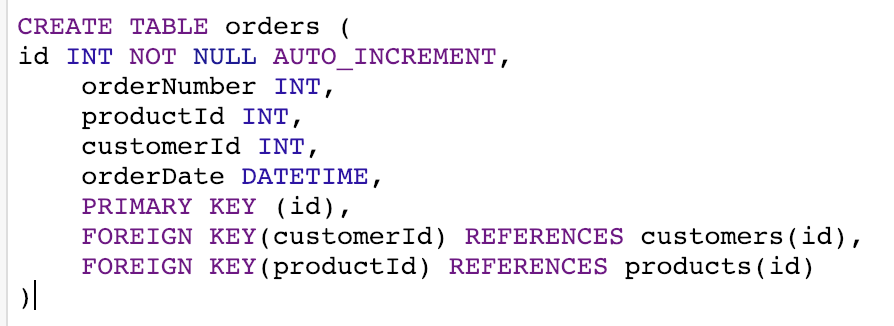 CREATE TABLE orders (
id INT NOT NULL AUTO_INCREMENT,
    orderNumber INT,
    productId INT,
    customerId INT,
    orderDate DATETIME,
    PRIMARY KEY (id),
    FOREIGN KEY(customerId) REFERENCES customers(id),
    FOREIGN KEY(productId) REFERENCES products(id)
)